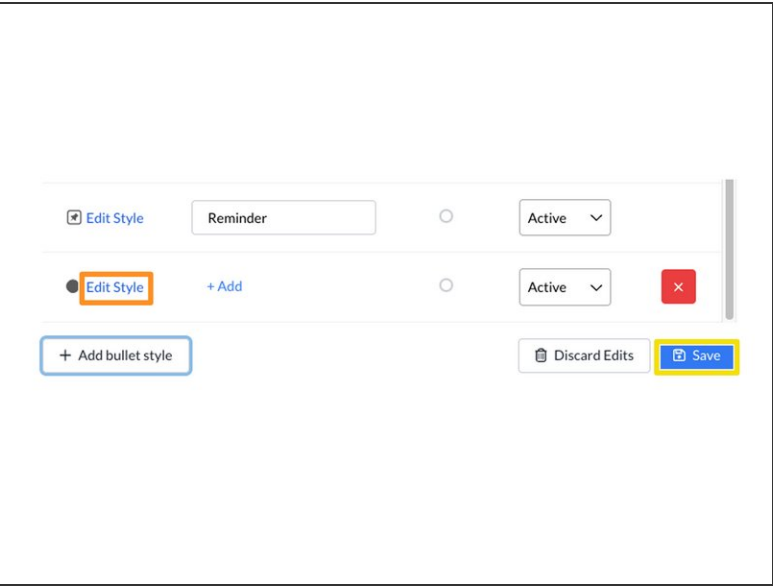 Edit Style Reminder Active
Edit Style + Add Active ×
+ Add bullet style Discard Edits Save